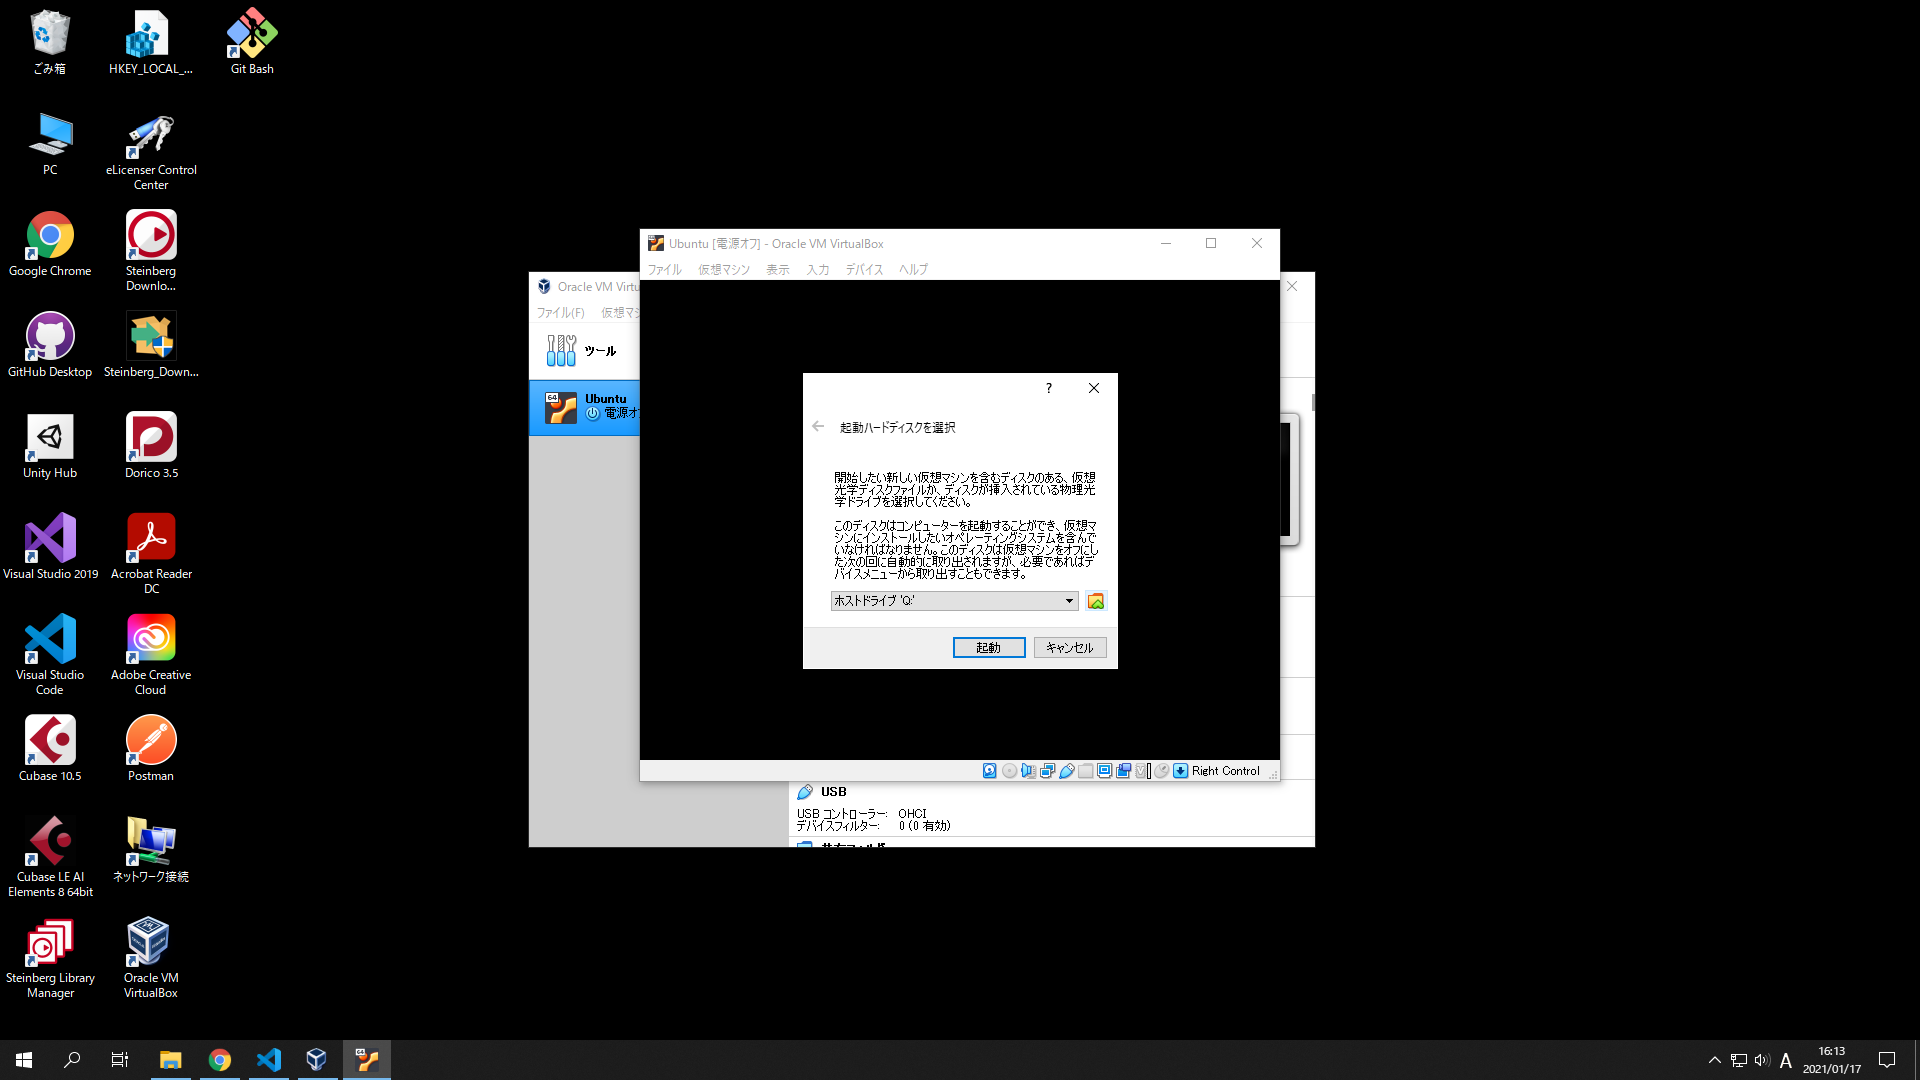 ごみ箱
HKEY_LOCAL_...
Git Bash
PC
eLicenser Control
Center
Google Chrome
Steinberg
Downlo...
GitHub Desktop
Steinberg_Down...
Unity Hub
Dorico 3.5
Visual Studio 2019
Acrobat Reader
DC
Visual Studio
Code
Adobe Creative
Cloud
Cubase 10.5
Postman
Cubase LE AI
Elements 8 64bit
ネットワーク接続
Steinberg Library
Manager
Oracle VM
VirtualBox
Ubuntu [電源オフ] - Oracle VM VirtualBox
ファイル 仮想マシン 表示 入力 デバイス ヘルプ
Oracle VM Virtu
ファイル(F) 仮想マシ
ツール
64
Ubuntu
電源オフ
?
起動ハードディスクを選択
開始したい新しい仮想マシンを含むディスクのある、仮想
光学ディスクファイルか、ディスクが挿入されている物理光
学ドライブを選択してください。
このディスクはコンピューターを起動することができ、仮想マ
シンにインストールしたいオペレーティングシステムを含んで
いなければなりません。このディスクは仮想マシンをオフにし
た次の回に自動的に取り出されますが、必要であればデ
バイスメニューから取り出すこともできます。
ホストドライブ 'Q:'
起動 キャンセル
Right Control
USB
USB コントローラー: OHCI
デバイスフィルター: 0 (0 有効)
共有フォルダー
A
16:13
2021/01/17